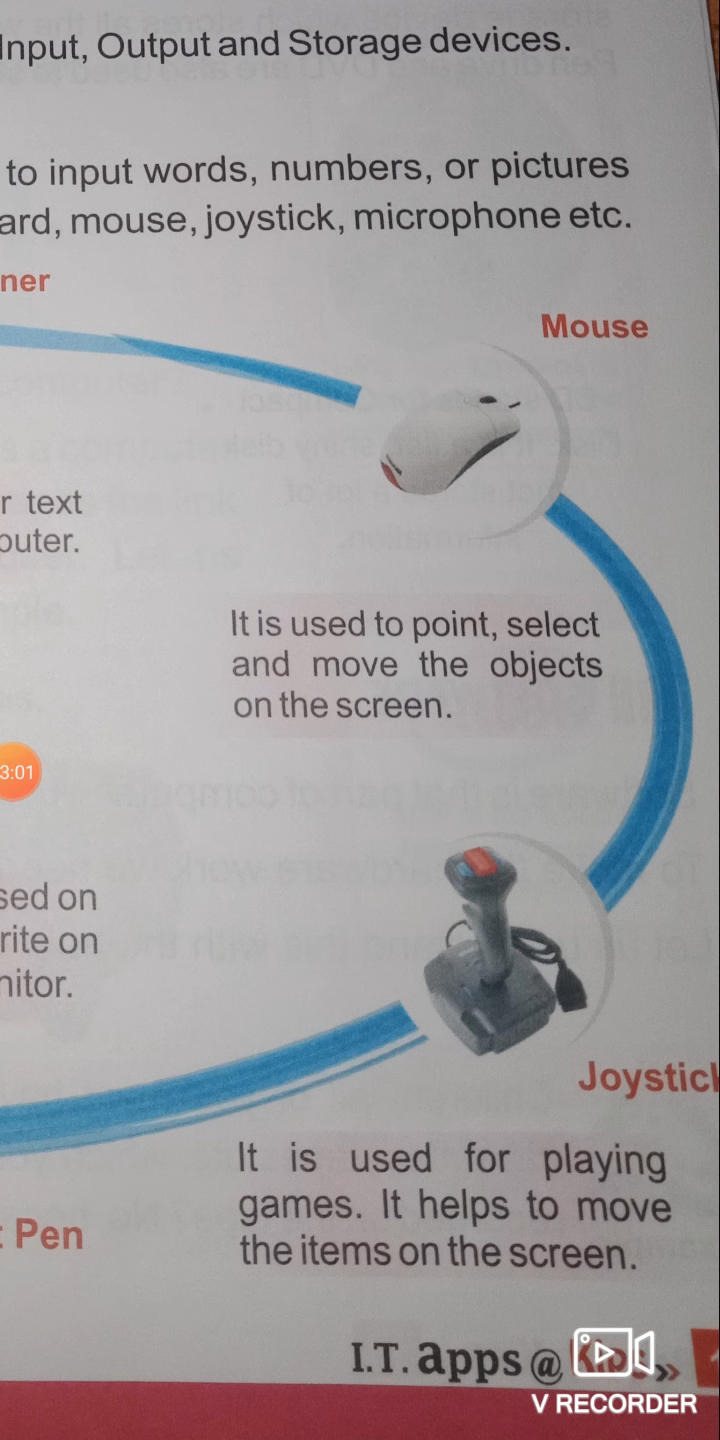 Input, Output and Storage devices.
to input words, numbers, or pictures
ard, mouse, joystick, microphone etc.
ner
Mouse
r text
outer.
It is used to point, select
and move the objects
on the screen.
3:01
sed on
rite on
nitor.
Joystick
It is used for playing
games. It helps to move
the items on the screen.
t Pen
I.T. apps @ Kips »
V RECORDER